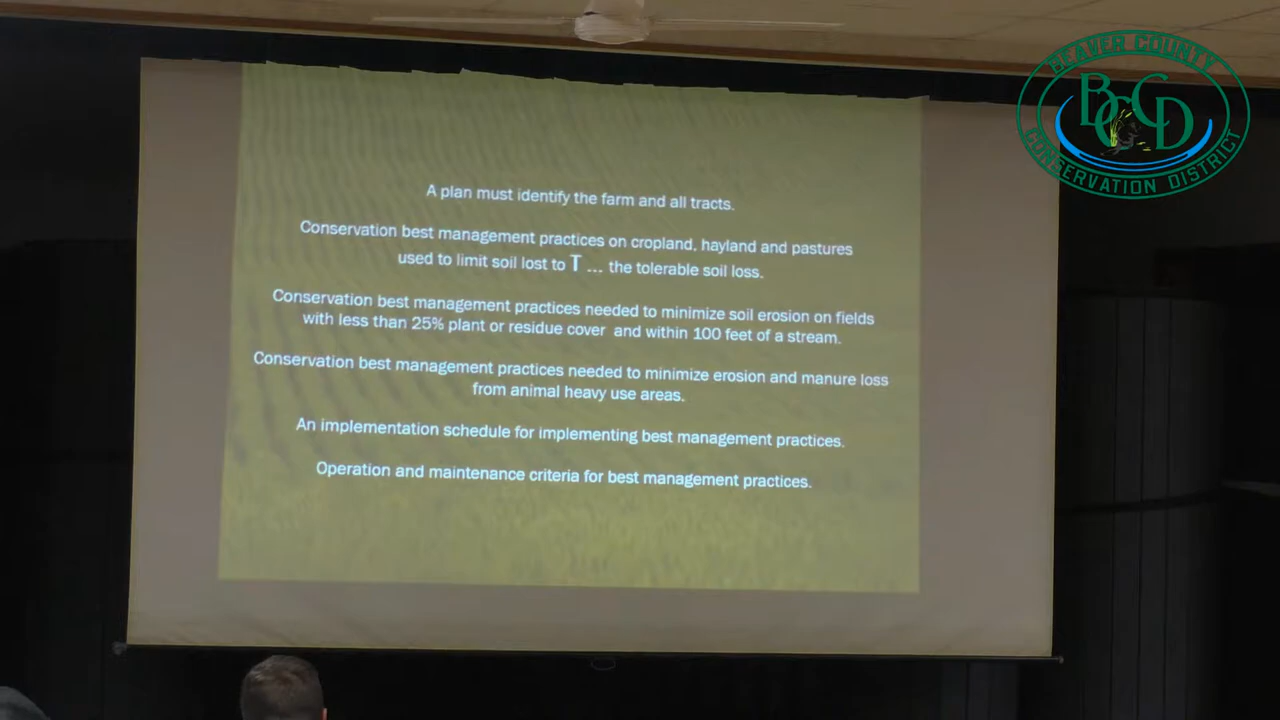 BEAVER COUNTY
BCCD
CONSERVATION DISTRICT
A plan must identify the farm and all tracts.
Conservation best management practices on cropland, hayland and pastures
used to limit soil lost to T ... the tolerable soil loss.
Conservation best management practices needed to minimize soil erosion on fields
with less than 25% plant or residue cover and within 100 feet of a stream.
Conservation best management practices needed to minimize erosion and manure loss
from animal heavy use areas.
An implementation schedule for implementing best management practices.
Operation and maintenance criteria for best management practices.